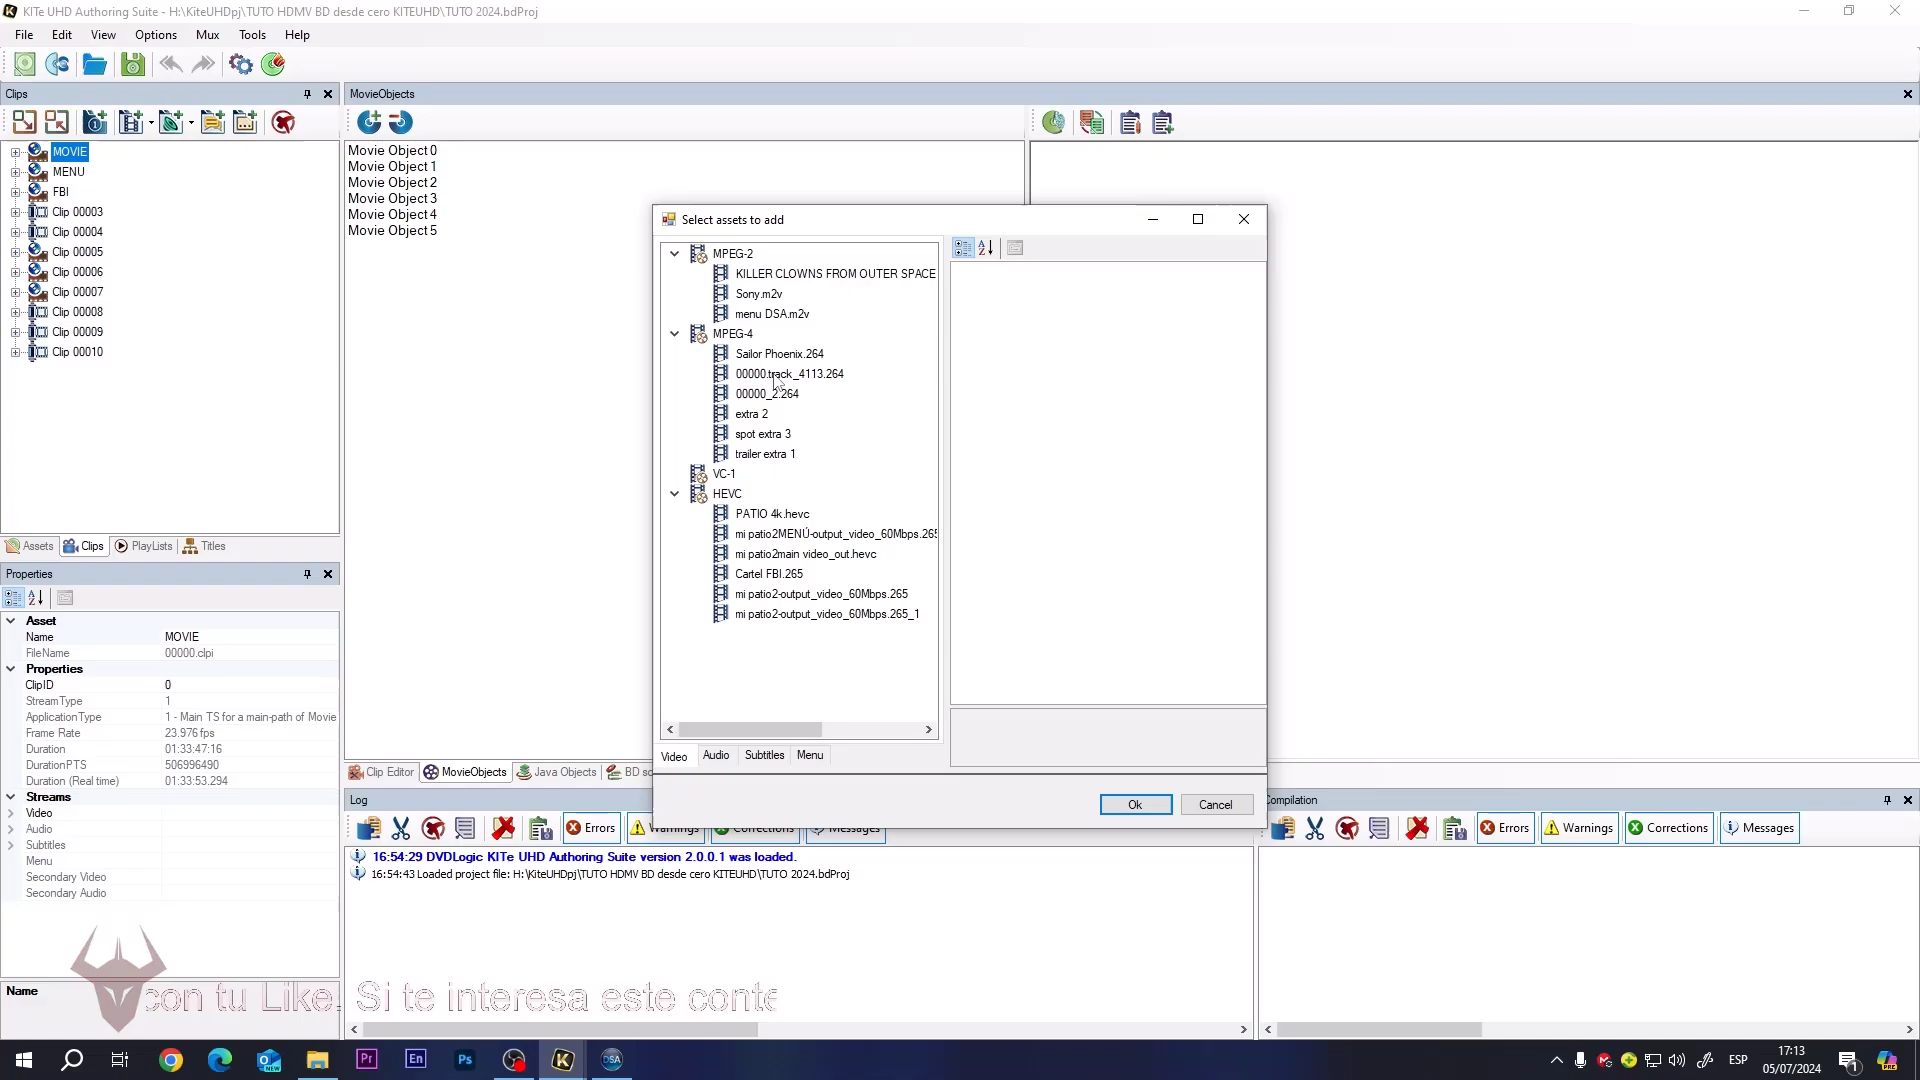 KITe UHD Authoring Suite - H:\KiteUHDpj\TUTO HDMV BD desde cero KITEUHD\TUTO 2024.bdProj
File Edit View Options Mux Tools Help
Clips
MovieObjects
MOVIE
MENU
FBI
Clip 00003
Clip 00004
Clip 00005
Clip 00006
Clip 00007
Clip 00008
Clip 00009
Clip 00010
Movie Object 0
Movie Object 1
Movie Object 2
Movie Object 3
Movie Object 4
Movie Object 5
Select assets to add
MPEG-2
KILLER CLOWNS FROM OUTER SPACE
Sony.m2v
menu DSA.m2v
MPEG-4
Sailor Phoenix.264
00000.track_4113.264
00000_2.264
extra 2
spot extra 3
trailer extra 1
VC-1
HEVC
PATIO 4k.hevc
mi patio2MENÚ-output_video_60Mbps.265
mi patio2main video_out.hevc
Cartel FBI.265
mi patio2-output_video_60Mbps.265
mi patio2-output_video_60Mbps.265_1
Video Audio Subtitles Menu
Ok Cancel
Assets Clips PlayLists Titles
Properties
Asset
Name MOVIE
FileName 00000.clpi
Properties
ClipID 0
StreamType 1
ApplicationType 1 - Main TS for a main-path of Movie
Frame Rate 23.976 fps
Duration 01:33:47:16
DurationPTS 506996490
Duration (Real time) 01:33:53.294
Streams
Video
Audio
Subtitles
Menu
Secondary Video
Secondary Audio
Name
Clip Editor MovieObjects Java Objects BD so
Log
Errors Warnings Corrections Messages
16:54:29 DVDLogic KITe UHD Authoring Suite version 2.0.0.1 was loaded.
16:54:43 Loaded project file: H:\KiteUHDpj\TUTO HDMV BD desde cero KITEUHD\TUTO 2024.bdProj
Compilation
Errors Warnings Corrections Messages
con tu Like. Si te interesa este conte
Pr En Ps K DSA
ESP
17:13
05/07/2024
1